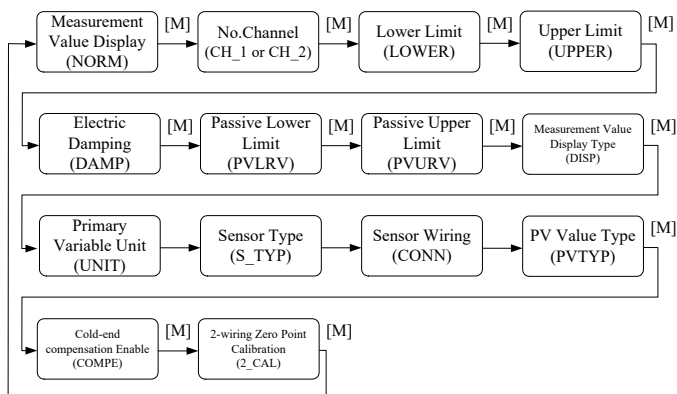 Measurement
Value Display
(NORM)
[M]
No.Channel
(CH_1 or CH_2)
[M]
Lower Limit
(LOWER)
[M]
Upper Limit
(UPPER)
[M]
Electric
Damping
(DAMP)
[M]
Passive Lower
Limit
(PVLRV)
[M]
Passive Upper
Limit
(PVURV)
[M]
Measurement Value
Display Type
(DISP)
[M]
Primary
Variable Unit
(UNIT)
Sensor Type
(S_TYP)
Sensor Wiring
(CONN)
PV Value Type
(PVTYP)
[M]
Cold-end
compensation Enable
(COMPE)
[M]
2-wiring Zero Point
Calibration
(2_CAL)
[M]